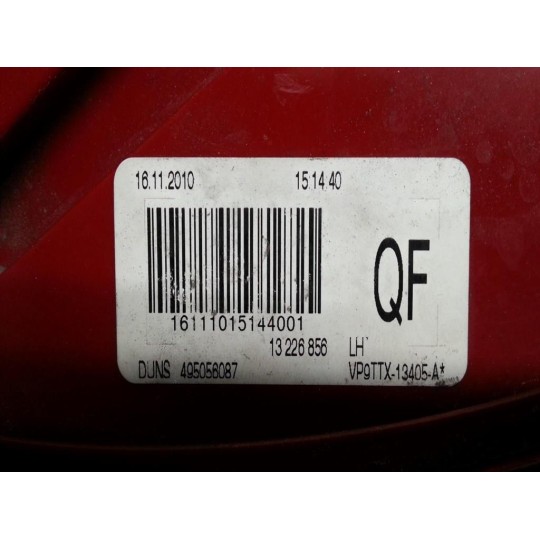 16.11.2010 15:14:40
QF
16111015144001
13 226 856 LH
DUNS 495056087 VP9TTX-13405-A*